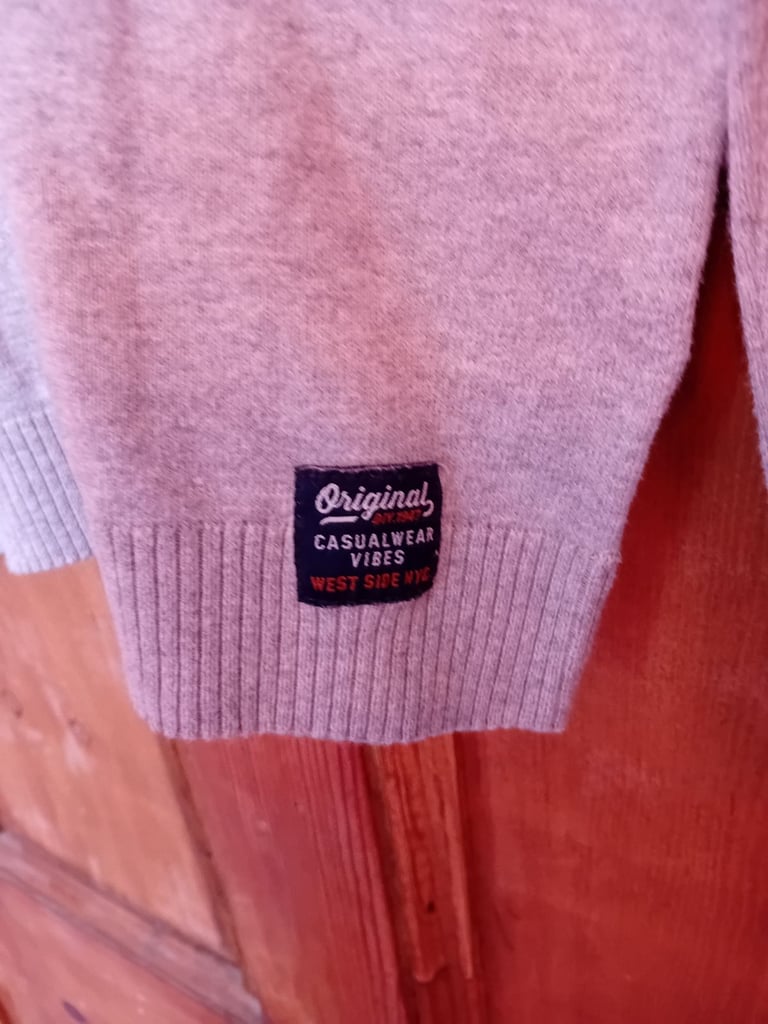 Original
CASUALWEAR
VIBES
WEST SIDE NYC